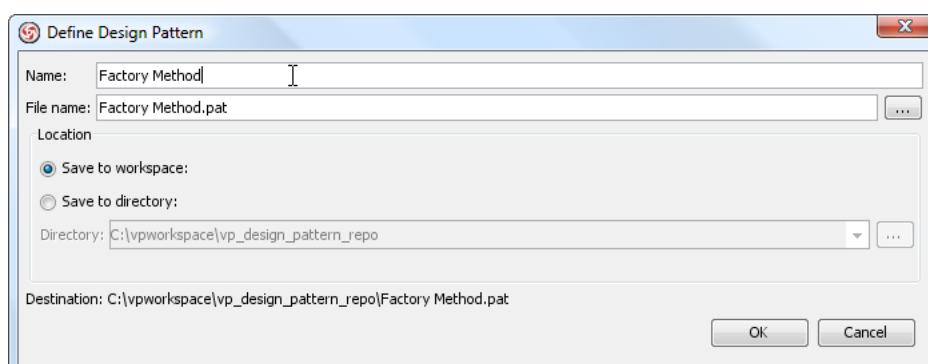 Define Design Pattern
Name: Factory Method
File name: Factory Method.pat ...
Location
Save to workspace:
Save to directory:
Directory: C:\vpworkspace\vp_design_pattern_repo ...
Destination: C:\vpworkspace\vp_design_pattern_repo\Factory Method.pat
OK Cancel